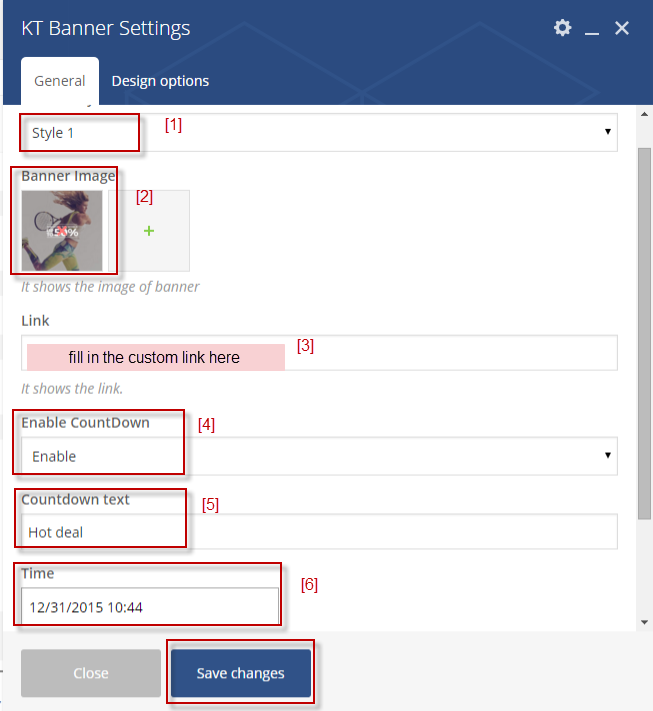 KT Banner Settings
General
Design options
Style 1
[1]
Banner Image
[2]
50%
It shows the image of banner
Link
fill in the custom link here
[3]
It shows the link.
Enable CountDown
[4]
Enable
Countdown text
[5]
Hot deal
Time
[6]
12/31/2015 10:44
Close
Save changes